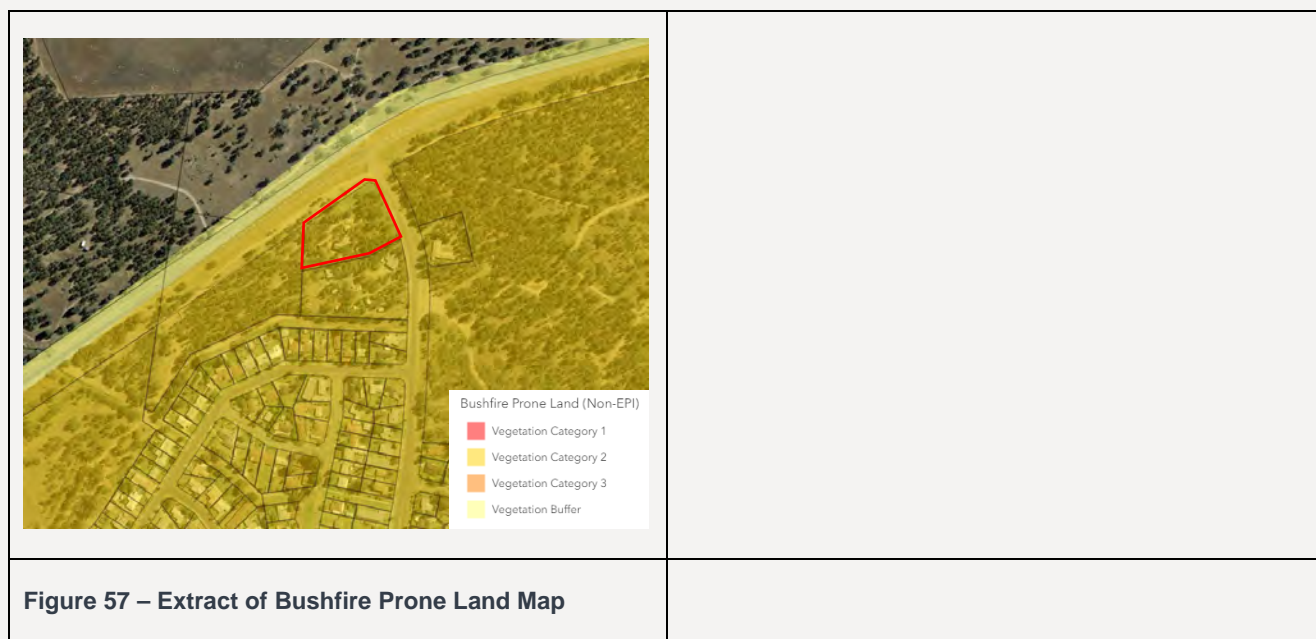 Bushfire Prone Land (Non-EPI)
Vegetation Category 1
Vegetation Category 2
Vegetation Category 3
Vegetation Buffer
Figure 57 – Extract of Bushfire Prone Land Map